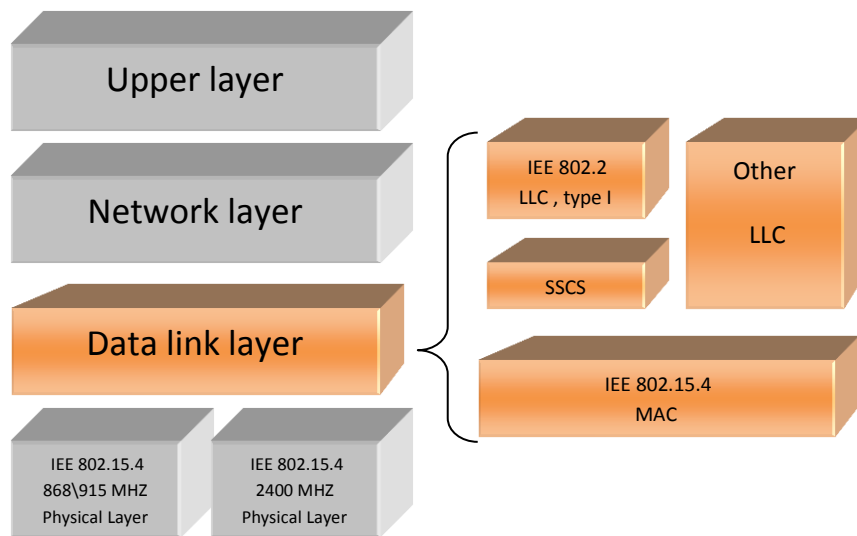 Upper layer
Network layer
Data link layer
IEE 802.15.4
868\915 MHZ
Physical Layer
IEE 802.15.4
2400 MHZ
Physical Layer
IEE 802.2
LLC , type I
SSCS
Other
LLC
IEE 802.15.4
MAC